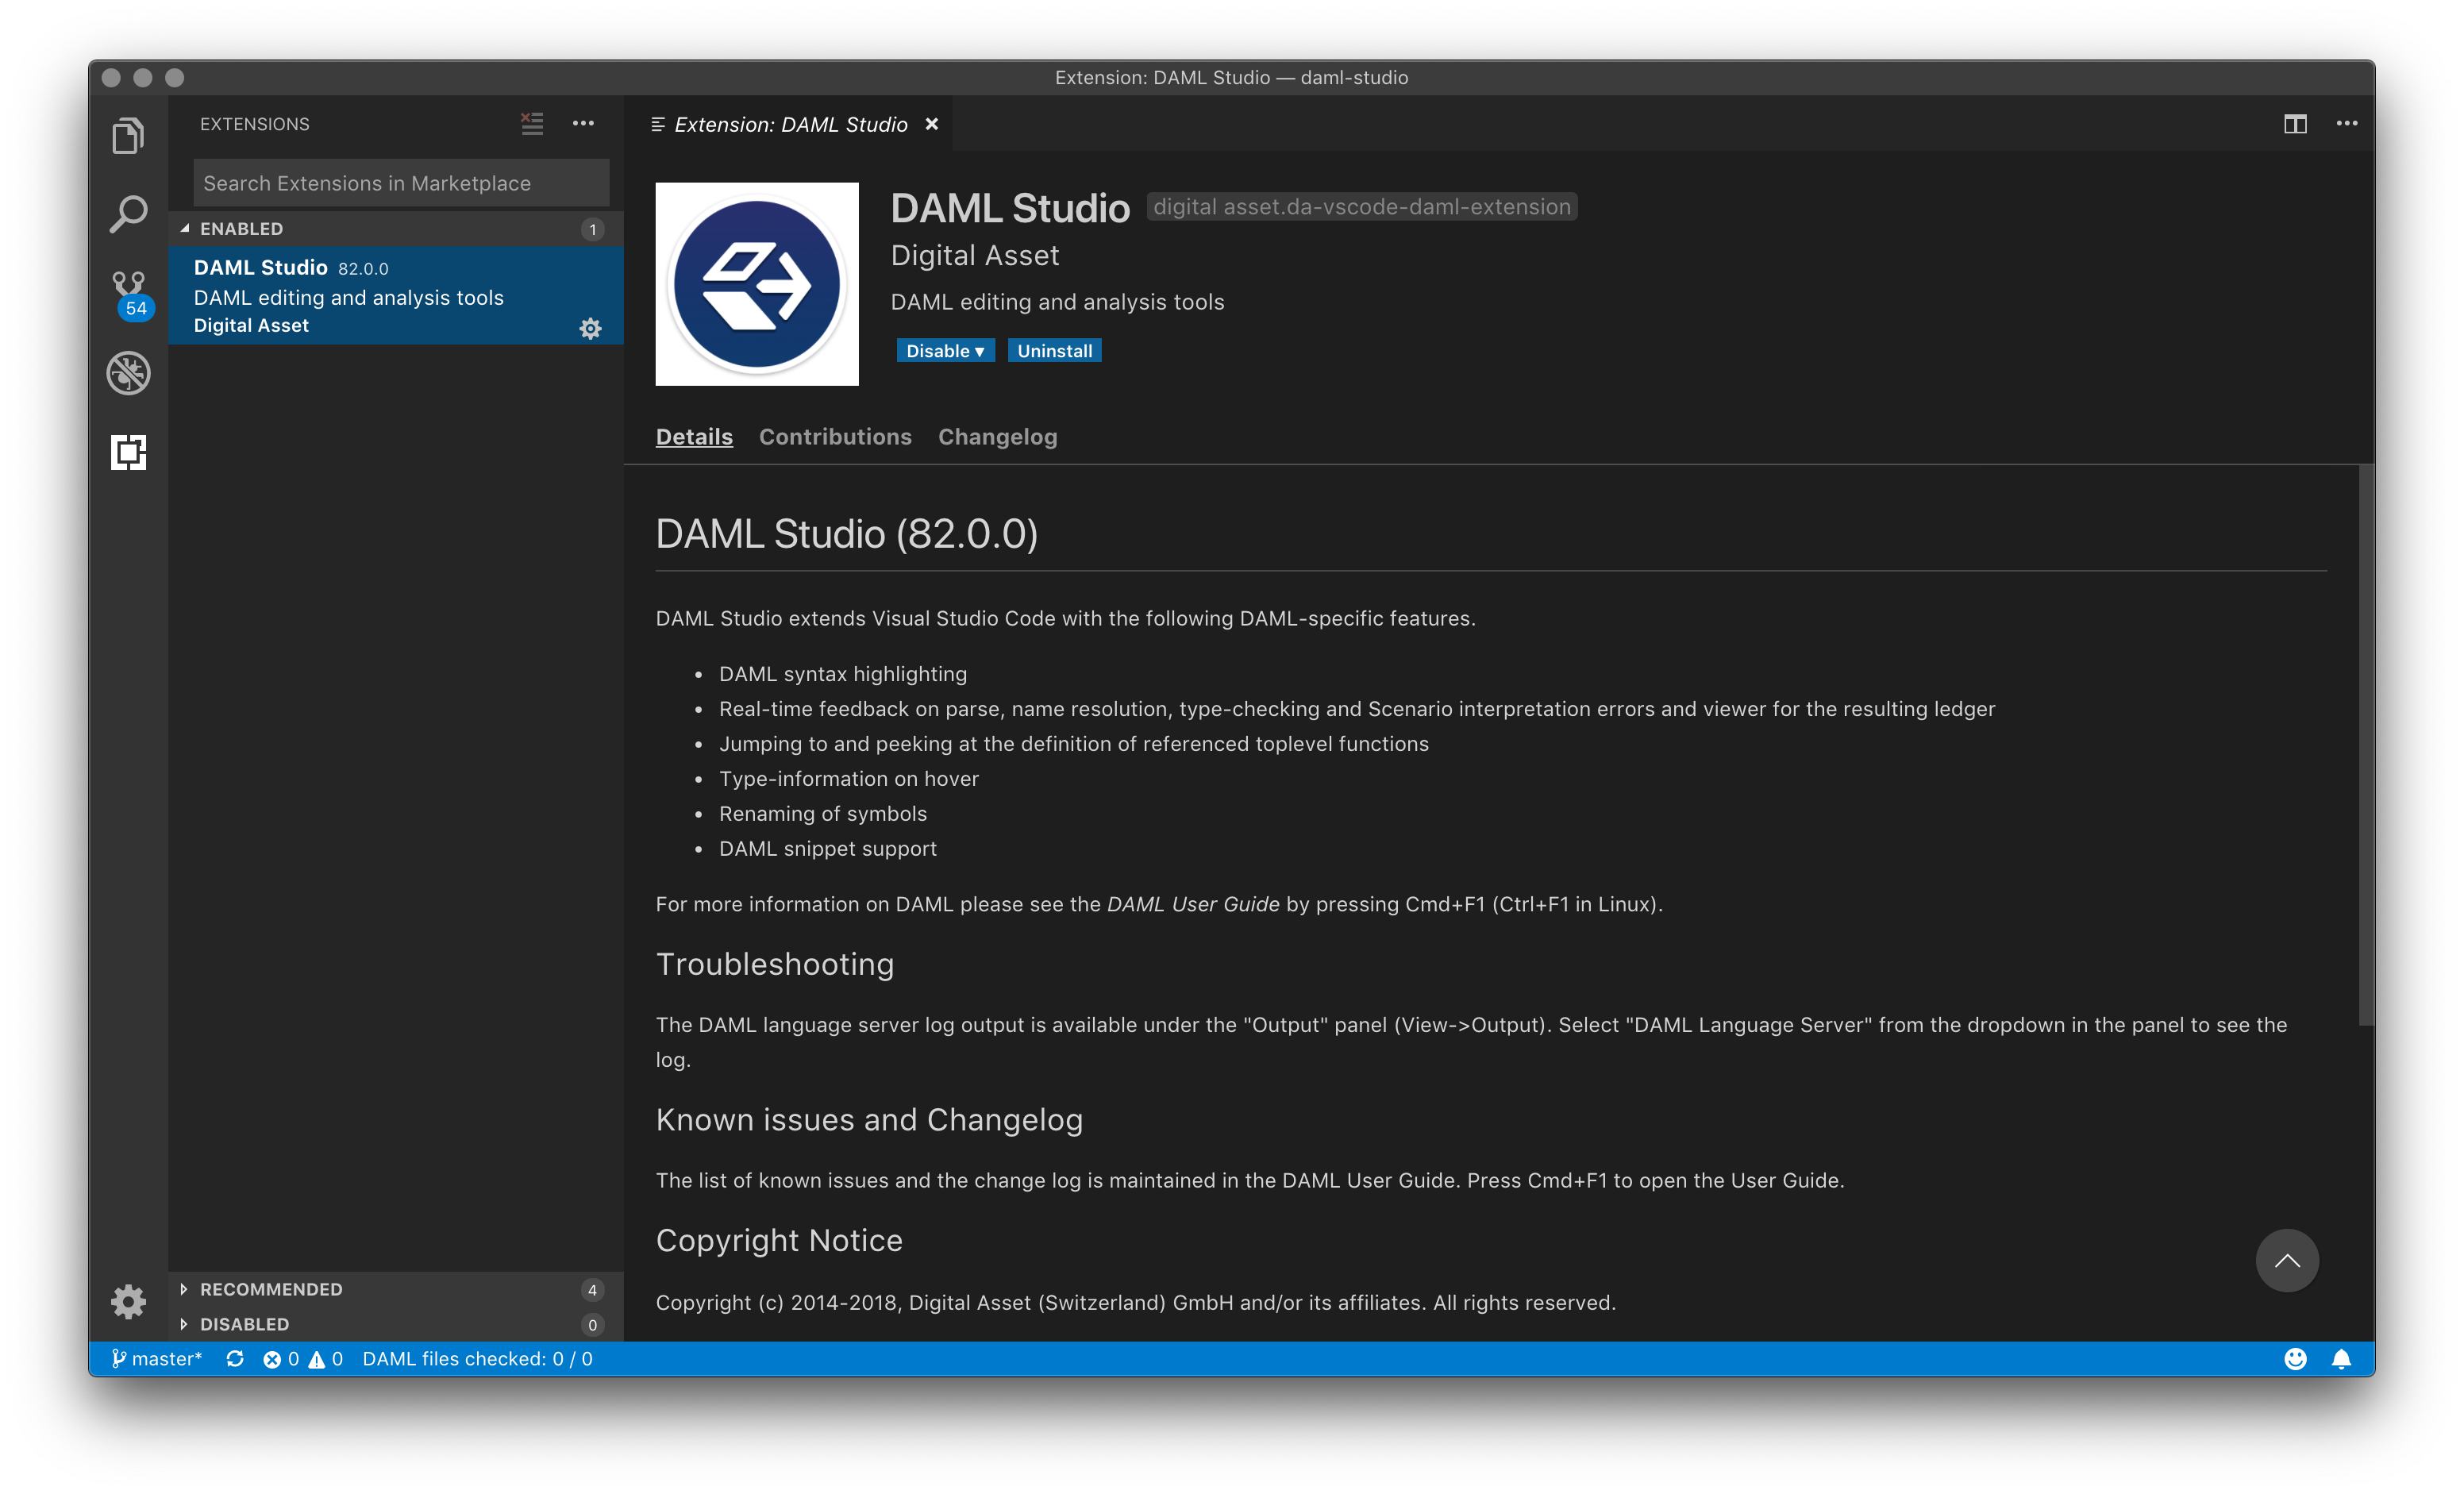 Extension: DAML Studio — daml-studio
EXTENSIONS
Search Extensions in Marketplace
ENABLED 1
DAML Studio 82.0.0
DAML editing and analysis tools
Digital Asset
54
RECOMMENDED 4
DISABLED 0
Extension: DAML Studio
DAML Studio digital asset.da-vscode-daml-extension
Digital Asset
DAML editing and analysis tools
Disable ▾ Uninstall
Details Contributions Changelog
DAML Studio (82.0.0)
DAML Studio extends Visual Studio Code with the following DAML-specific features.
• DAML syntax highlighting
• Real-time feedback on parse, name resolution, type-checking and Scenario interpretation errors and viewer for the resulting ledger
• Jumping to and peeking at the definition of referenced toplevel functions
• Type-information on hover
• Renaming of symbols
• DAML snippet support
For more information on DAML please see the DAML User Guide by pressing Cmd+F1 (Ctrl+F1 in Linux).
Troubleshooting
The DAML language server log output is available under the "Output" panel (View->Output). Select "DAML Language Server" from the dropdown in the panel to see the
log.
Known issues and Changelog
The list of known issues and the change log is maintained in the DAML User Guide. Press Cmd+F1 to open the User Guide.
Copyright Notice
Copyright (c) 2014-2018, Digital Asset (Switzerland) GmbH and/or its affiliates. All rights reserved.
master* 0 0 DAML files checked: 0 / 0